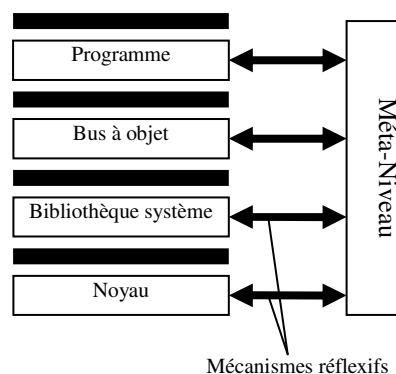 Programme
Bus à objet
Bibliothèque système
Noyau
Méta-Niveau
Mécanismes réflexifs